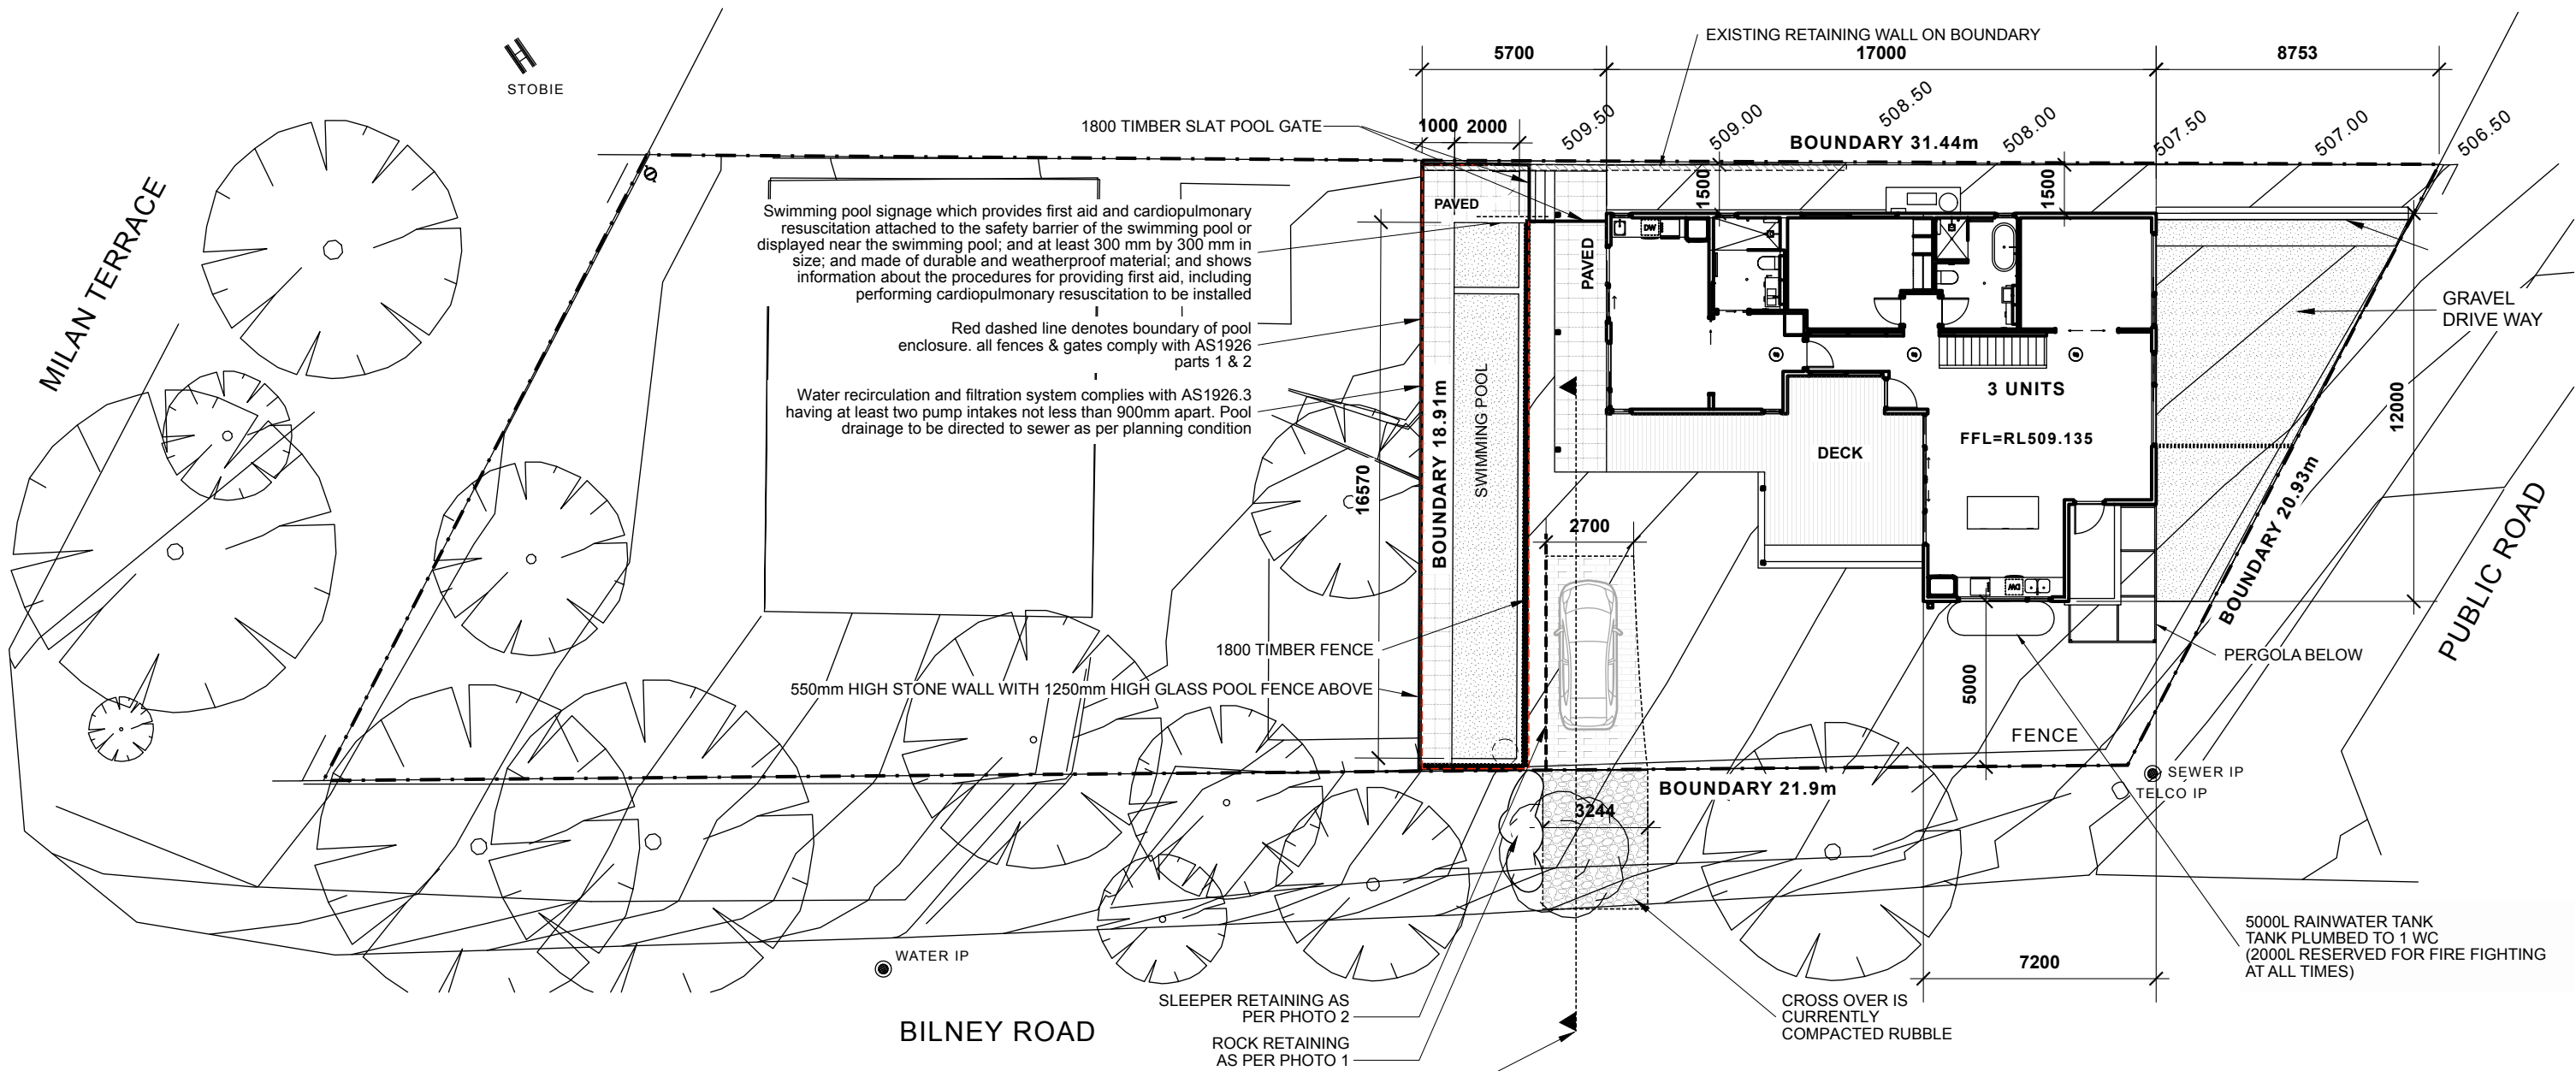 EXISTING RETAINING WALL ON BOUNDARY
5700
17000
8753
STOBIE
1800 TIMBER SLAT POOL GATE
1000
2000
509.50
509.00
508.50
508.00
507.50
507.00
506.50
BOUNDARY 31.44m
MILAN TERRACE
Swimming pool signage which provides first aid and cardiopulmonary
resuscitation attached to the safety barrier of the swimming pool or
displayed near the swimming pool; and at least 300 mm by 300 mm in
size; and made of durable and weatherproof material; and shows
information about the procedures for providing first aid, including
performing cardiopulmonary resuscitation to be installed
Red dashed line denotes boundary of pool
enclosure. all fences & gates comply with AS1926
parts 1 & 2
Water recirculation and filtration system complies with AS1926.3
having at least two pump intakes not less than 900mm apart. Pool
drainage to be directed to sewer as per planning condition
PAVED
PAVED
1500
1500
DW
GRAVEL
DRIVE WAY
3 UNITS
FFL=RL509.135
DECK
SWIMMING POOL
BOUNDARY 18.91m
16570
12000
BOUNDARY 20.93m
PUBLIC ROAD
2700
DW
1800 TIMBER FENCE
550mm HIGH STONE WALL WITH 1250mm HIGH GLASS POOL FENCE ABOVE
PERGOLA BELOW
5000
FENCE
SEWER IP
TELCO IP
BOUNDARY 21.9m
3244
WATER IP
5000L RAINWATER TANK
TANK PLUMBED TO 1 WC
(2000L RESERVED FOR FIRE FIGHTING
AT ALL TIMES)
7200
SLEEPER RETAINING AS
PER PHOTO 2
CROSS OVER IS
CURRENTLY
COMPACTED RUBBLE
BILNEY ROAD
ROCK RETAINING
AS PER PHOTO 1